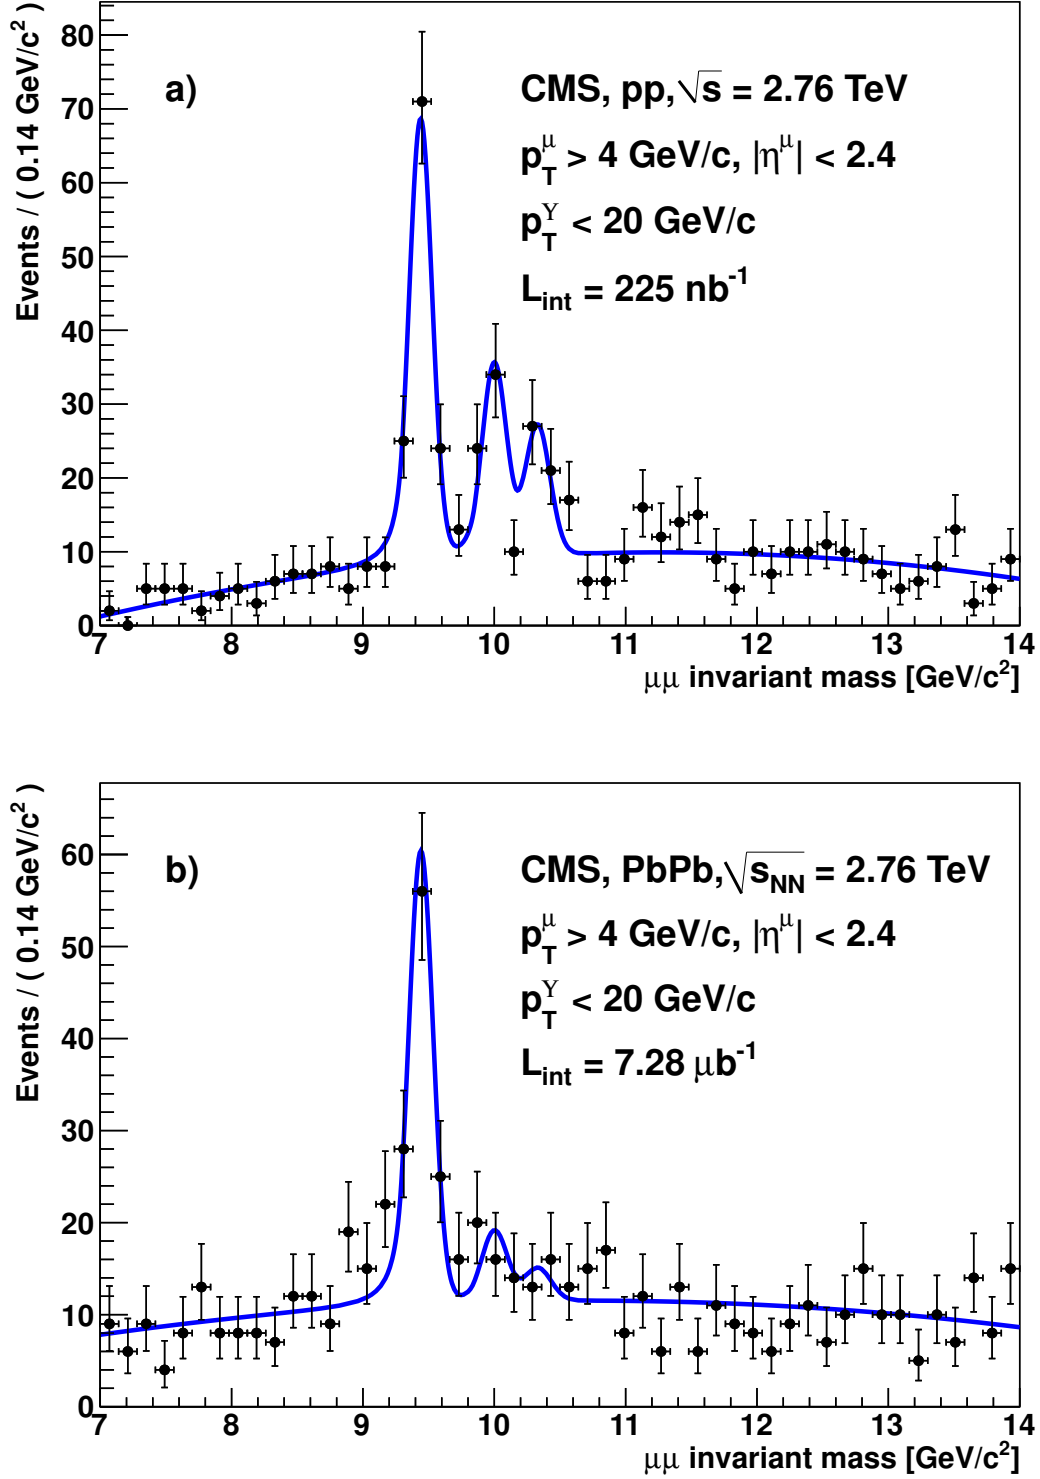 Events / ( 0.14 GeV/c²)
80
70
60
50
40
30
20
10
0
a)
CMS, pp, √s = 2.76 TeV
p_T^μ > 4 GeV/c, |η^μ| < 2.4
p_T^ϒ < 20 GeV/c
L_int = 225 nb⁻¹
7 8 9 10 11 12 13 14
μμ invariant mass [GeV/c²]
Events / ( 0.14 GeV/c²)
60
50
40
30
20
10
0
b)
CMS, PbPb, √s_NN = 2.76 TeV
p_T^μ > 4 GeV/c, |η^μ| < 2.4
p_T^ϒ < 20 GeV/c
L_int = 7.28 μb⁻¹
7 8 9 10 11 12 13 14
μμ invariant mass [GeV/c²]